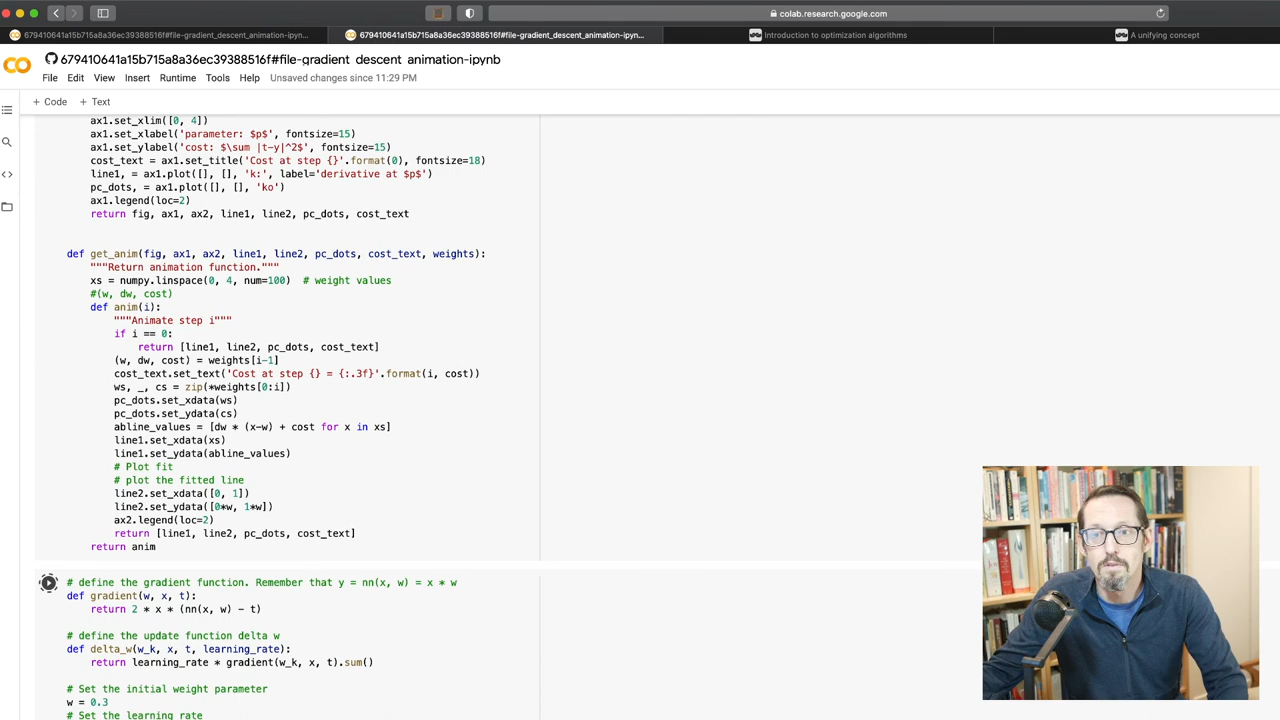 colab.research.google.com
679410641a15b715a8a36ec39388516f#file-gradient_descent_animation-ipyn...
679410641a15b715a8a36ec39388516f#file-gradient_descent_animation-ipyn...
Introduction to optimization algorithms
A unifying concept
679410641a15b715a8a36ec39388516f#file-gradient descent animation-ipynb
File Edit View Insert Runtime Tools Help Unsaved changes since 11:29 PM
+ Code + Text
ax1.set_xlim([0, 4])
ax1.set_xlabel('parameter: $p$', fontsize=15)
ax1.set_ylabel('cost: $\sum |t-y|^2$', fontsize=15)
cost_text = ax1.set_title('Cost at step {}'.format(0), fontsize=18)
line1, = ax1.plot([], [], 'k:', label='derivative at $p$')
pc_dots, = ax1.plot([], [], 'ko')
ax1.legend(loc=2)
return fig, ax1, ax2, line1, line2, pc_dots, cost_text
def get_anim(fig, ax1, ax2, line1, line2, pc_dots, cost_text, weights):
"""Return animation function."""
xs = numpy.linspace(0, 4, num=100)  # weight values
#(w, dw, cost)
def anim(i):
"""Animate step i"""
if i == 0:
return [line1, line2, pc_dots, cost_text]
(w, dw, cost) = weights[i-1]
cost_text.set_text('Cost at step {} = {:.3f}'.format(i, cost))
ws, _, cs = zip(*weights[0:i])
pc_dots.set_xdata(ws)
pc_dots.set_ydata(cs)
abline_values = [dw * (x-w) + cost for x in xs]
line1.set_xdata(xs)
line1.set_ydata(abline_values)
# Plot fit
# plot the fitted line
line2.set_xdata([0, 1])
line2.set_ydata([0*w, 1*w])
ax2.legend(loc=2)
return [line1, line2, pc_dots, cost_text]
return anim
# define the gradient function. Remember that y = nn(x, w) = x * w
def gradient(w, x, t):
return 2 * x * (nn(x, w) - t)
# define the update function delta w
def delta_w(w_k, x, t, learning_rate):
return learning_rate * gradient(w_k, x, t).sum()
# Set the initial weight parameter
w = 0.3
# Set the learning rate